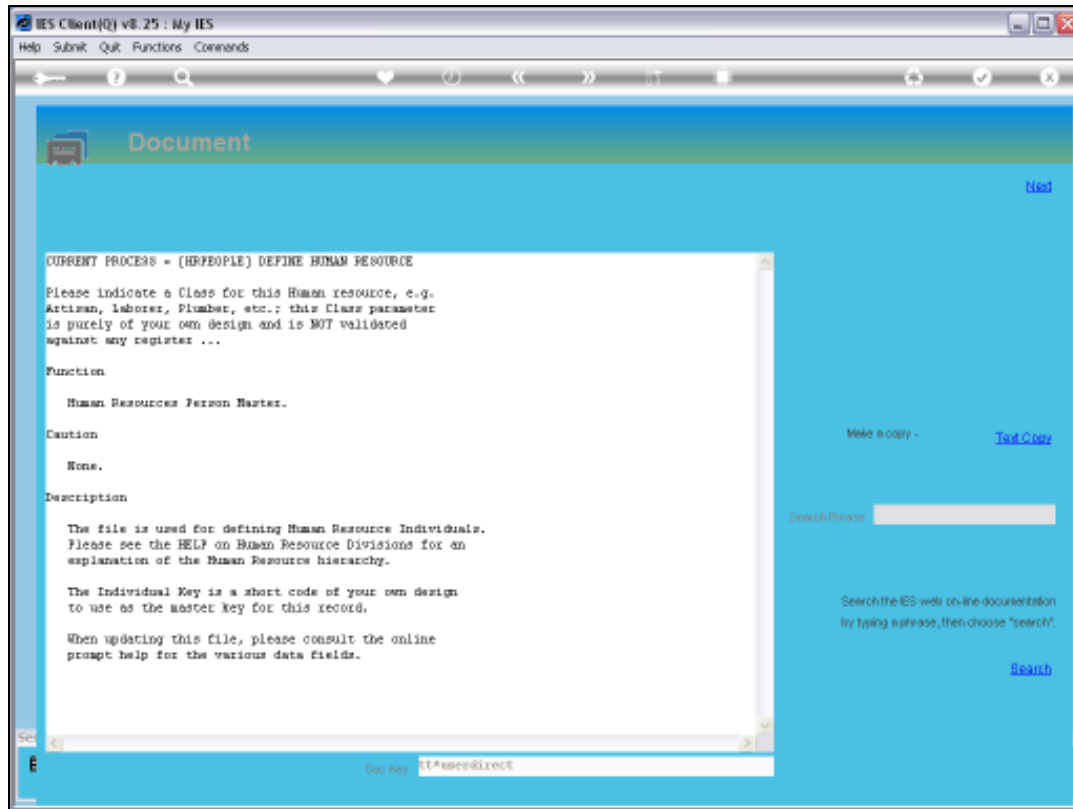 IES Client(Q) v8.25 : My IES
Help Submit Quit Functions Commands
Document
Next
CURRENT PROCESS = (HRPEOPLE) DEFINE HUMAN RESOURCE
Please indicate a Class for this Human resource, e.g.
Artisan, laborer, Plumber, etc.; this Class parameter
is purely of your own design and is NOT validated
against any register ...
Function
Human Resources Person Master.
Caution
None.
Description
The file is used for defining Human Resource Individuals.
Please see the HELP on Human Resource Divisions for an
explanation of the Human Resource hierarchy.
The Individual Key is a short code of your own design
to use as the master key for this record.
When updating this file, please consult the online
prompt help for the various data fields.
Make a copy -
Text Copy
Search Phrase
Search the IES web on-line documentation
by typing a phrase, then choose "search".
Search
Doc Key tt*userdirect